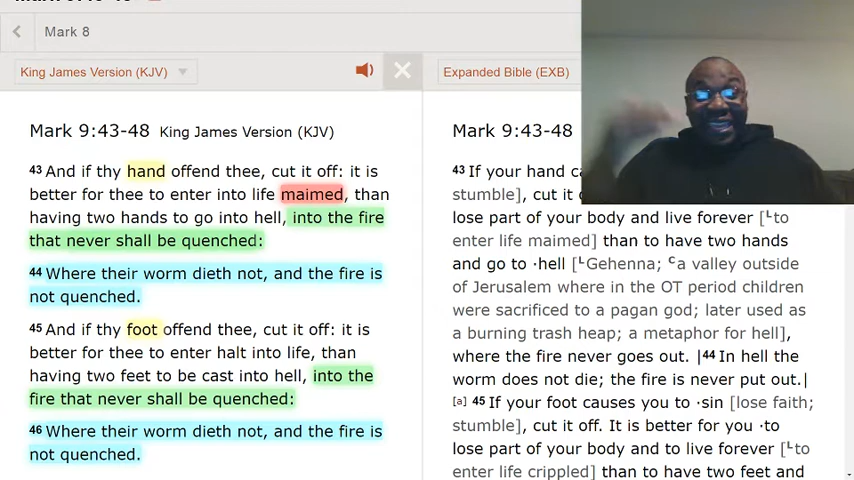 Mark 8
King James Version (KJV)
Expanded Bible (EXB)
Mark 9:43-48 King James Version (KJV)
43 And if thy hand offend thee, cut it off: it is
better for thee to enter into life maimed, than
having two hands to go into hell, into the fire
that never shall be quenched:
44 Where their worm dieth not, and the fire is
not quenched.
45 And if thy foot offend thee, cut it off: it is
better for thee to enter halt into life, than
having two feet to be cast into hell, into the
fire that never shall be quenched:
46 Where their worm dieth not, and the fire is
not quenched.
Mark 9:43-48
43 If your hand
stumble], cut it
lose part of your body and live forever [Lto
enter life maimed] than to have two hands
and go to ·hell [LGehenna; Ca valley outside
of Jerusalem where in the OT period children
were sacrificed to a pagan god; later used as
a burning trash heap; a metaphor for hell],
where the fire never goes out. |44 In hell the
worm does not die; the fire is never put out.|
[a] 45 If your foot causes you to ·sin [lose faith;
stumble], cut it off. It is better for you ·to
lose part of your body and to live forever [Lto
enter life crippled] than to have two feet and